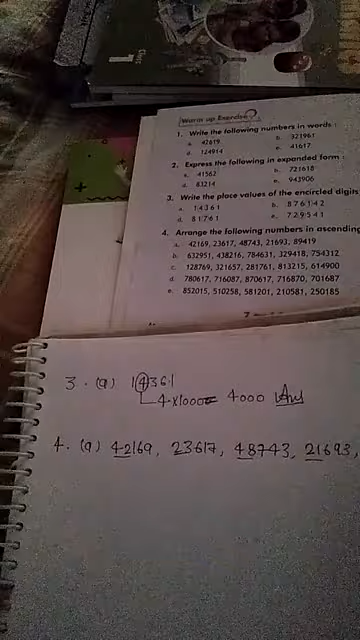 Warm up Exercise
1. Write the following numbers in words :
a. 42619 b. 321961
d. 124914 e. 41617
2. Express the following in expanded form :
a. 41562 b. 721618
d. 83214 e. 943906
3. Write the place values of the encircled digits
a. 14361 b. 876142
d. 81761 e. 729541
4. Arrange the following numbers in ascending
a. 42169, 23617, 48743, 21693, 89419
b. 632951, 438216, 784631, 329418, 754312
c. 128769, 321657, 281761, 813215, 614900
d. 780617, 716087, 870617, 716870, 701687
e. 852015, 510258, 581201, 210581, 250185
3. (a) 14361
4×1000= 4000 Ans
4. (a) 42169, 23617, 48743, 21693,